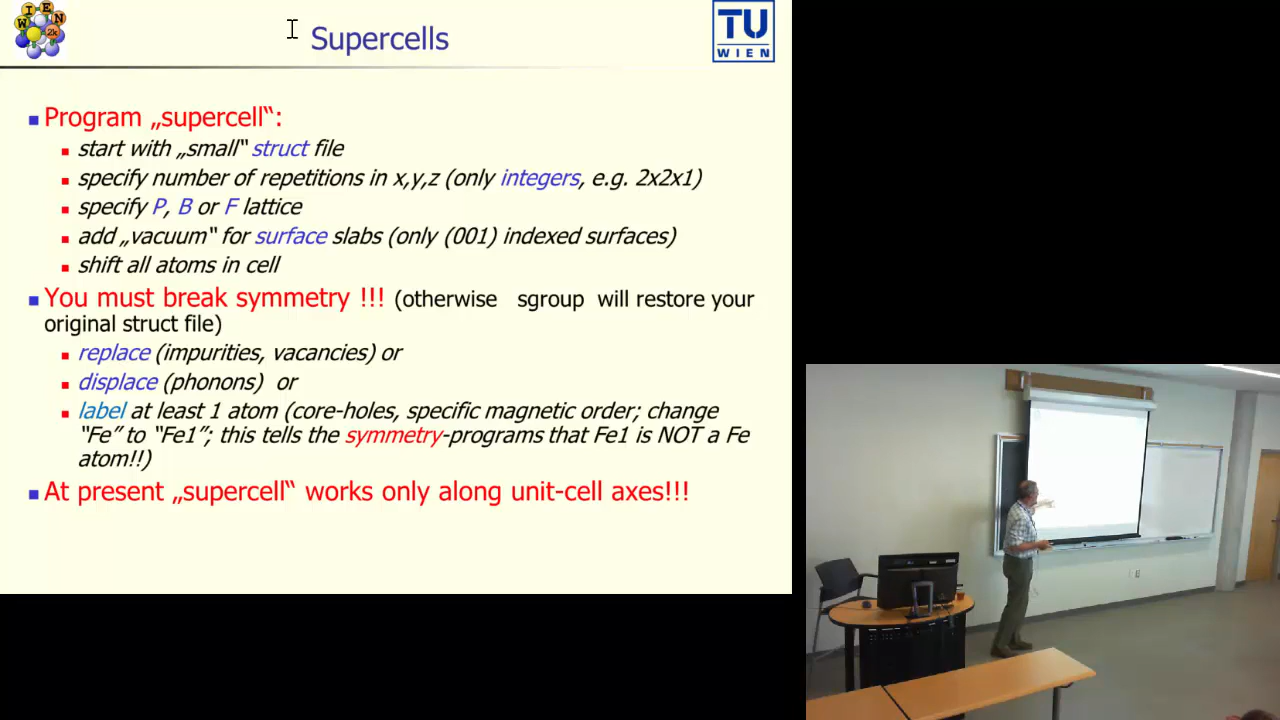 WIEN
2k
Supercells
TU
WIEN
Program „supercell“:
start with „small“ struct file
specify number of repetitions in x,y,z (only integers, e.g. 2x2x1)
specify P, B or F lattice
add „vacuum“ for surface slabs (only (001) indexed surfaces)
shift all atoms in cell
You must break symmetry !!! (otherwise sgroup will restore your
original struct file)
replace (impurities, vacancies) or
displace (phonons) or
label at least 1 atom (core-holes, specific magnetic order; change
“Fe” to “Fe1”; this tells the symmetry-programs that Fe1 is NOT a Fe
atom!!)
At present „supercell“ works only along unit-cell axes!!!